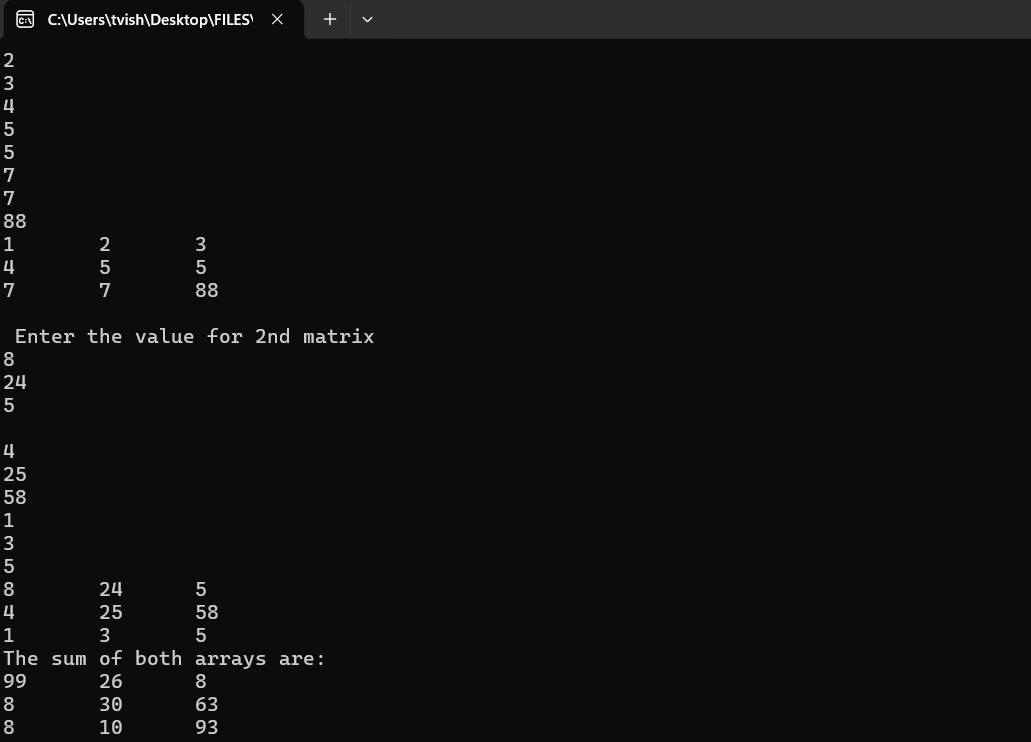 C:\Users\tvish\Desktop\FILES\
2
3
4
5
5
7
7
88
1 2 3
4 5 5
7 7 88
Enter the value for 2nd matrix
8
24
5
4
25
58
1
3
5
8 24 5
4 25 58
1 3 5
The sum of both arrays are:
99 26 8
8 30 63
8 10 93